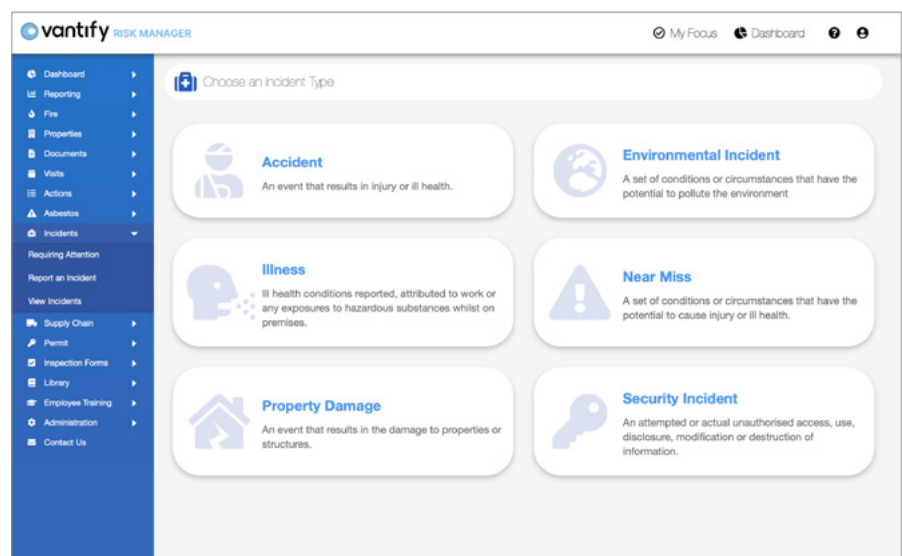 vantify RISK MANAGER
My Focus
Dashboard
Dashboard
Reporting
Fire
Properties
Documents
Visits
Actions
Asbestos
Incidents
Requiring Attention
Report an Incident
View Incidents
Supply Chain
Permit
Inspection Forms
Library
Employee Training
Administration
Contact Us
Choose an Incident Type
Accident
An event that results in injury or ill health.
Environmental Incident
A set of conditions or circumstances that have the
potential to pollute the environment
Illness
Ill health conditions reported, attributed to work or
any exposures to hazardous substances whilst on
premises.
Near Miss
A set of conditions or circumstances that have the
potential to cause injury or ill health.
Property Damage
An event that results in the damage to properties or
structures.
Security Incident
An attempted or actual unauthorised access, use,
disclosure, modification or destruction of
information.